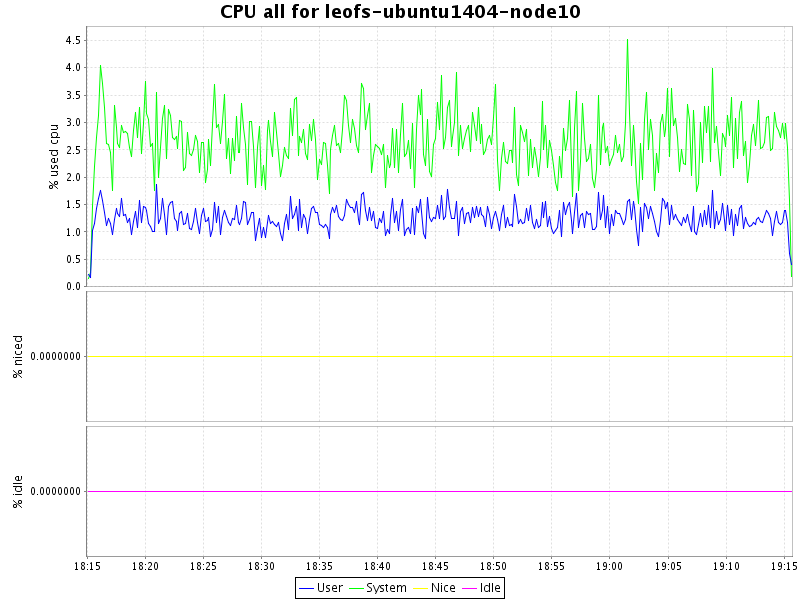 CPU all for leofs-ubuntu1404-node10
% used cpu
4.5
4.0
3.5
3.0
2.5
2.0
1.5
1.0
0.5
0.0
% niced
0.0000000
% idle
0.0000000
18:15 18:20 18:25 18:30 18:35 18:40 18:45 18:50 18:55 19:00 19:05 19:10 19:15
User System Nice Idle